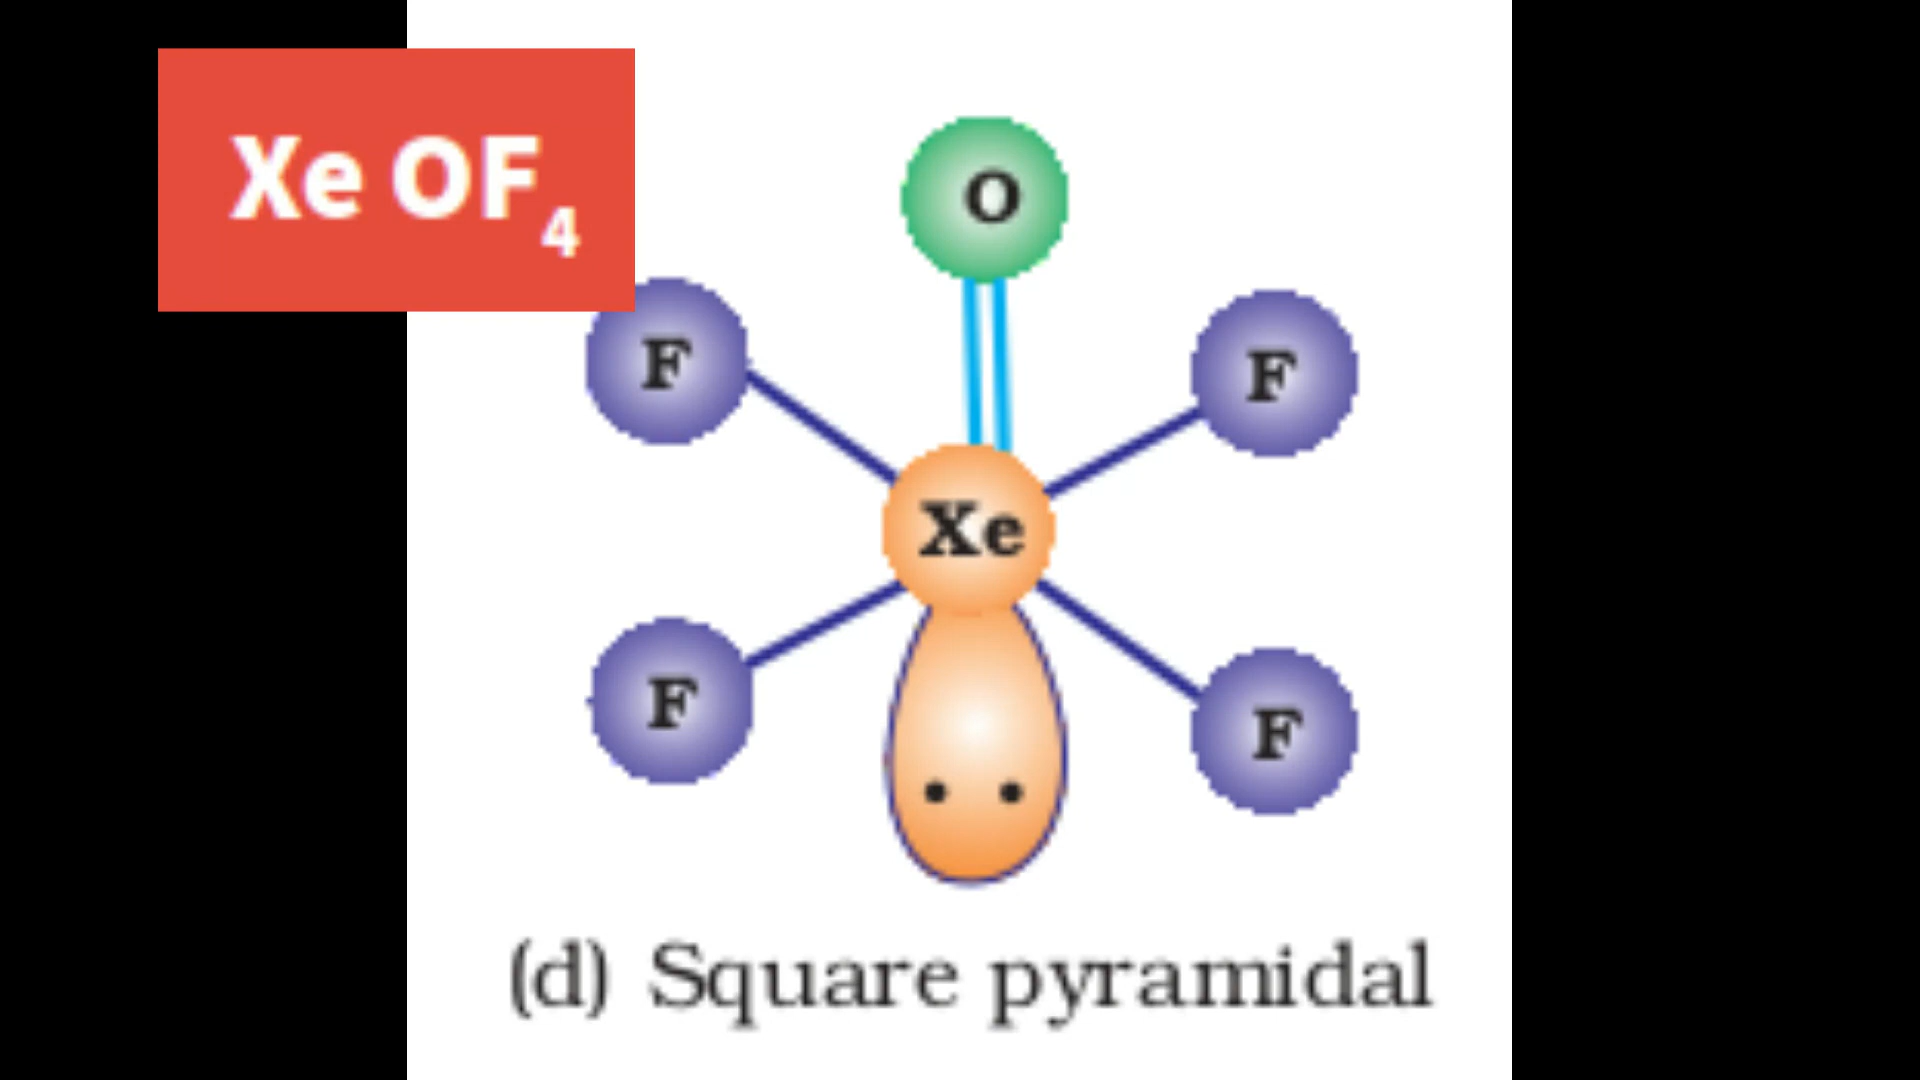 Xe OF₄
O
F
F
Xe
F
F
(d) Square pyramidal